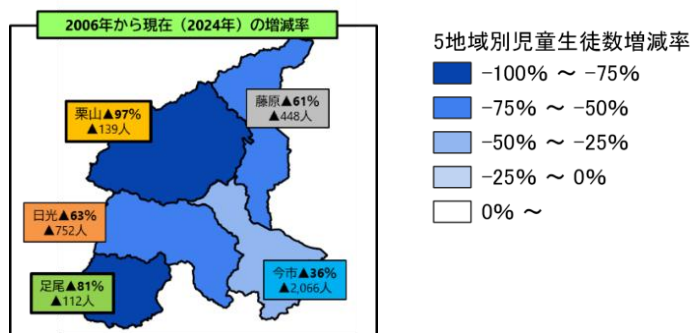 2006年から現在（2024年）の増減率
栗山▲97%
▲139人
藤原▲61%
▲448人
日光▲63%
▲752人
足尾▲81%
▲112人
今市▲36%
▲2,066人
5地域別児童生徒数増減率
-100% ～ -75%
-75% ～ -50%
-50% ～ -25%
-25% ～ 0%
0% ～